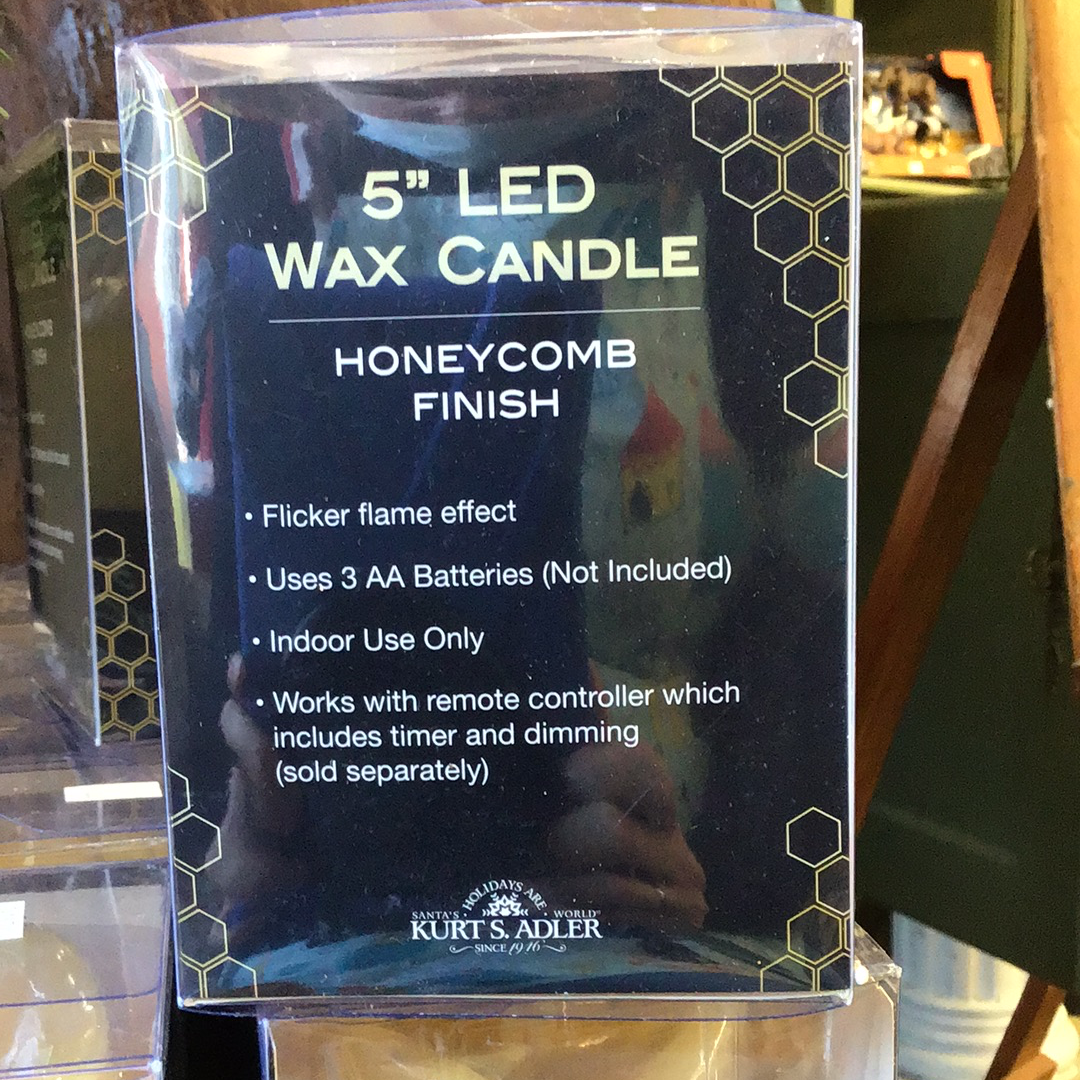 5” LED
WAX CANDLE
HONEYCOMB
FINISH
• Flicker flame effect
• Uses 3 AA Batteries (Not Included)
• Indoor Use Only
• Works with remote controller which
includes timer and dimming
(sold separately)
HOLIDAYS ARE
SANTA'S WORLD
KURT S. ADLER
SINCE 1946